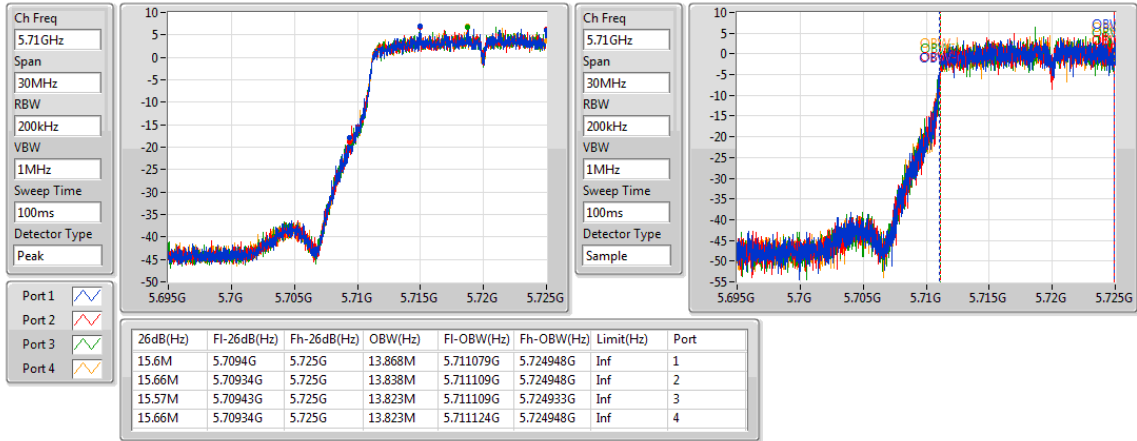 Ch Freq
5.71GHz
Span
30MHz
RBW
200kHz
VBW
1MHz
Sweep Time
100ms
Detector Type
Peak
Port 1
Port 2
Port 3
Port 4
10
5
0
-5
-10
-15
-20
-25
-30
-35
-40
-45
-50
5.695G 5.7G 5.705G 5.71G 5.715G 5.72G 5.725G
Ch Freq
5.71GHz
Span
30MHz
RBW
200kHz
VBW
1MHz
Sweep Time
100ms
Detector Type
Sample
10
5
0
-5
-10
-15
-20
-25
-30
-35
-40
-45
-50
-55
5.695G 5.7G 5.705G 5.71G 5.715G 5.72G 5.725G
26dB(Hz) Fl-26dB(Hz) Fh-26dB(Hz) OBW(Hz) Fl-OBW(Hz) Fh-OBW(Hz) Limit(Hz) Port
15.6M 5.7094G 5.725G 13.868M 5.711079G 5.724948G Inf 1
15.66M 5.70934G 5.725G 13.838M 5.711109G 5.724948G Inf 2
15.57M 5.70943G 5.725G 13.823M 5.711109G 5.724933G Inf 3
15.66M 5.70934G 5.725G 13.823M 5.711124G 5.724948G Inf 4